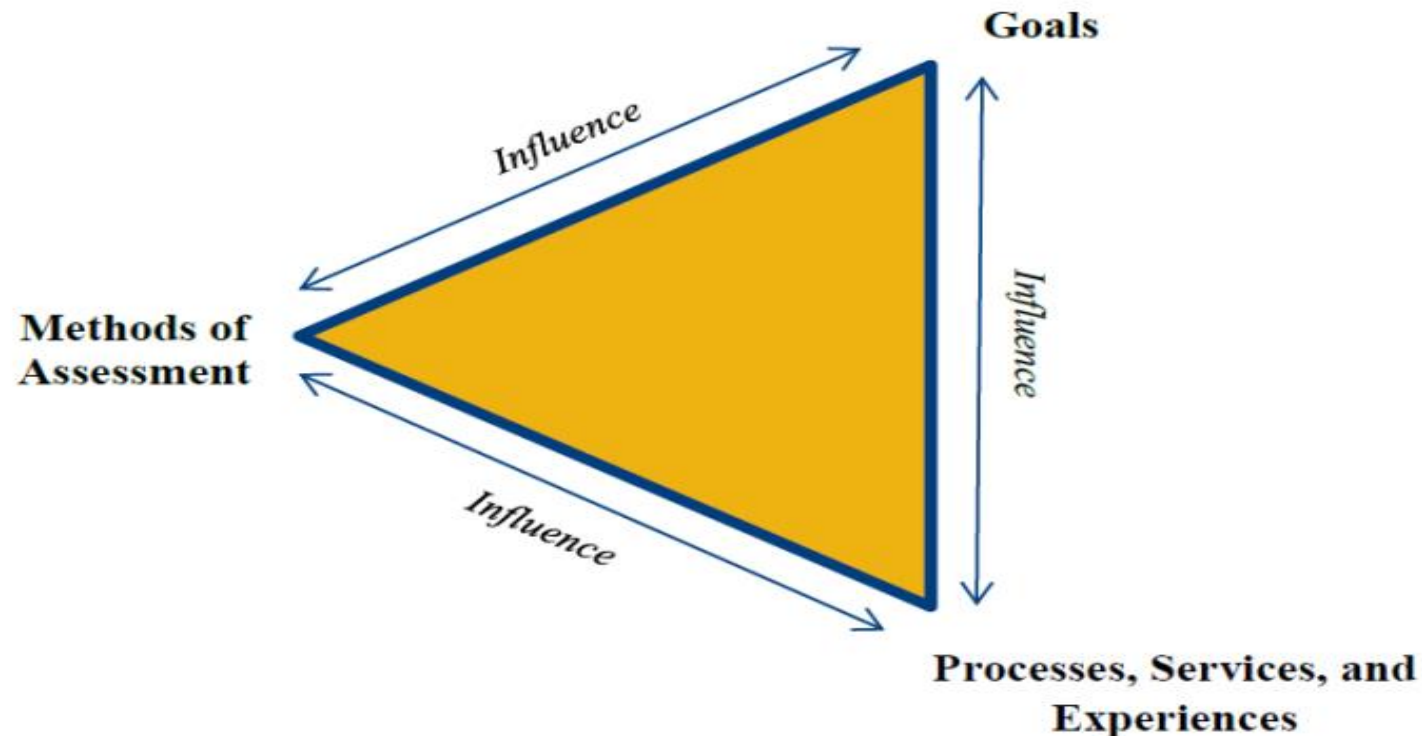 Goals
Influence
Influence
Methods of
Assessment
Influence
Processes, Services, and
Experiences